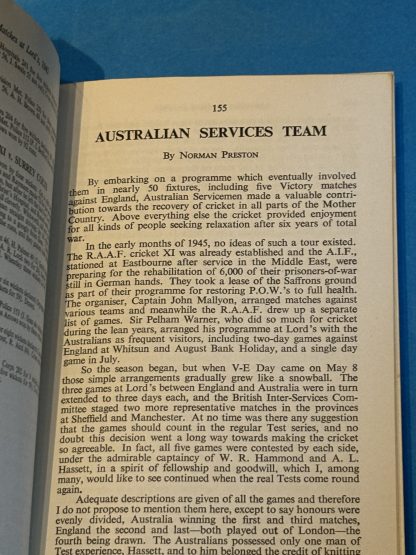 Matches at Lord's, 1945
XI v. SURREY
155
AUSTRALIAN SERVICES TEAM
By Norman Preston
By embarking on a programme which eventually involved
them in nearly 50 fixtures, including five Victory matches
against England, Australian Servicemen made a valuable contri-
bution towards the recovery of cricket in all parts of the Mother
Country. Above everything else the cricket provided enjoyment
for all kinds of people seeking relaxation after six years of total
war.
In the early months of 1945, no ideas of such a tour existed.
The R.A.A.F. cricket XI was already established and the A.I.F.,
stationed at Eastbourne after service in the Middle East, were
preparing for the rehabilitation of 6,000 of their prisoners-of-war
still in German hands. They took a lease of the Saffrons ground
as part of their programme for restoring P.O.W.'s to full health.
The organiser, Captain John Mallyon, arranged matches against
various teams and meanwhile the R.A.A.F. drew up a separate
list of games. Sir Pelham Warner, who did so much for cricket
during the lean years, arranged his programme at Lord's with the
Australians as frequent visitors, including two-day games against
England at Whitsun and August Bank Holiday, and a single day
game in July.
So the season began, but when V-E Day came on May 8
those simple arrangements gradually grew like a snowball. The
three games at Lord's between England and Australia were in turn
extended to three days each, and the British Inter-Services Com-
mittee staged two more representative matches in the provinces
at Sheffield and Manchester. At no time was there any suggestion
that the games should count in the regular Test series, and no
doubt this decision went a long way towards making the cricket
so agreeable. In fact, all five games were contested by each side,
under the admirable captaincy of W. R. Hammond and A. L.
Hassett, in a spirit of fellowship and goodwill, which I, among
many, would like to see continued when the real Tests come round
again.
Adequate descriptions are given of all the games and therefore
I do not propose to mention them here, except to say honours were
evenly divided, Australia winning the first and third matches,
England the second and last—both played out of London—the
fourth being drawn. The Australians possessed only one man of
Test experience, Hassett, and to him belonged the credit of knitting